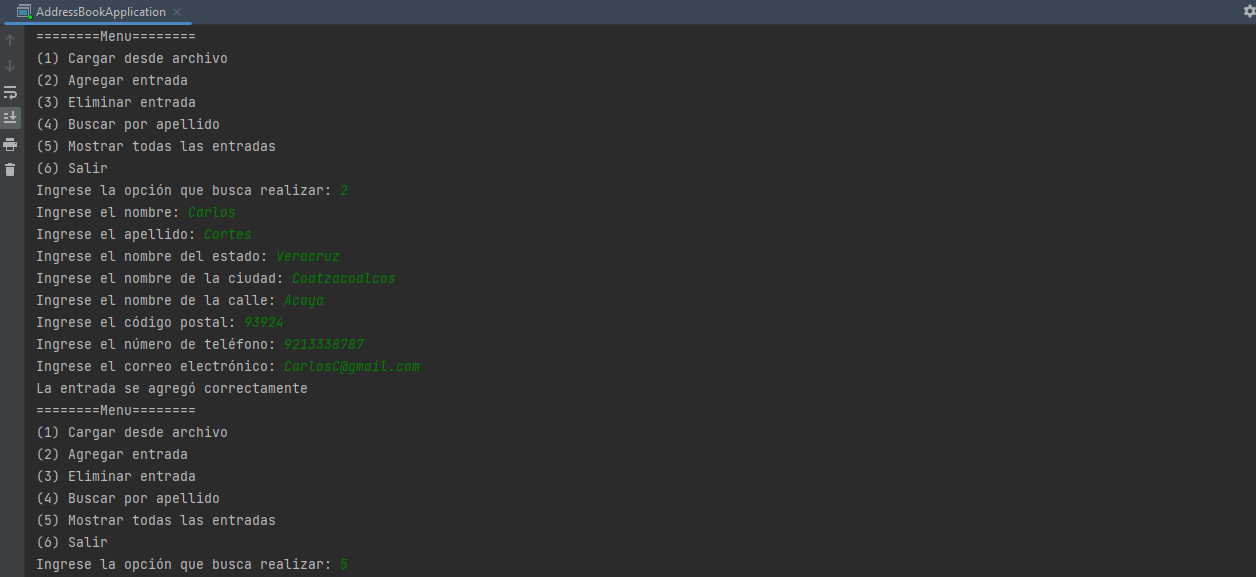 AddressBookApplication
========Menu========
(1) Cargar desde archivo
(2) Agregar entrada
(3) Eliminar entrada
(4) Buscar por apellido
(5) Mostrar todas las entradas
(6) Salir
Ingrese la opción que busca realizar: 2
Ingrese el nombre: Carlos
Ingrese el apellido: Cortes
Ingrese el nombre del estado: Veracruz
Ingrese el nombre de la ciudad: Coatzacoalcos
Ingrese el nombre de la calle: Acaya
Ingrese el código postal: 93924
Ingrese el número de teléfono: 9213338787
Ingrese el correo electrónico: CarlosC@gmail.com
La entrada se agregó correctamente
========Menu========
(1) Cargar desde archivo
(2) Agregar entrada
(3) Eliminar entrada
(4) Buscar por apellido
(5) Mostrar todas las entradas
(6) Salir
Ingrese la opción que busca realizar: 5